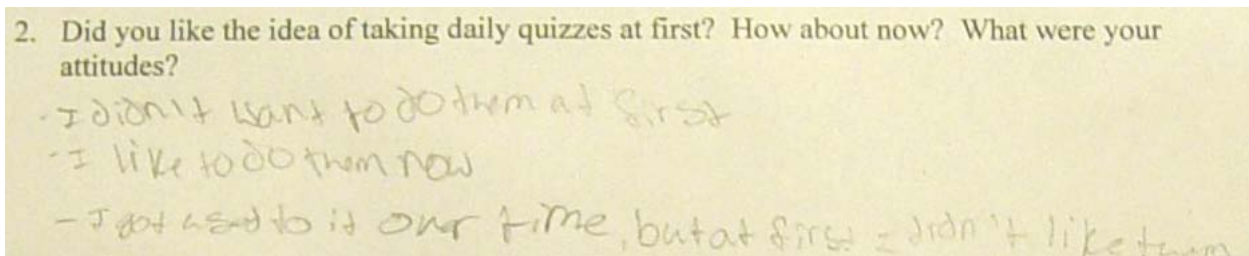 2. Did you like the idea of taking daily quizzes at first? How about now? What were your
attitudes?
-I didn't want to do them at first
-I like to do them now
- I got used to it over time, but at first I didn't like them